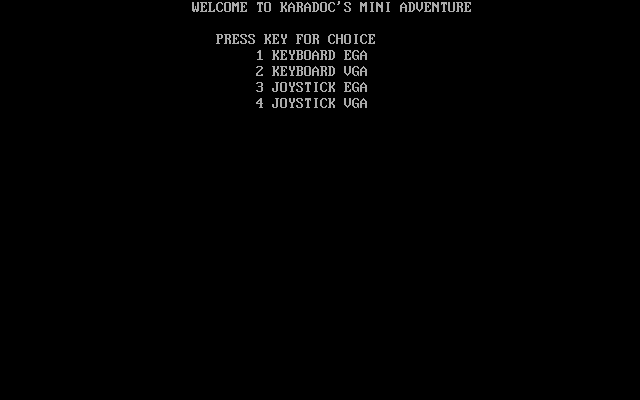 WELCOME TO KARADOC'S MINI ADVENTURE
PRESS KEY FOR CHOICE
1 KEYBOARD EGA
2 KEYBOARD VGA
3 JOYSTICK EGA
4 JOYSTICK VGA